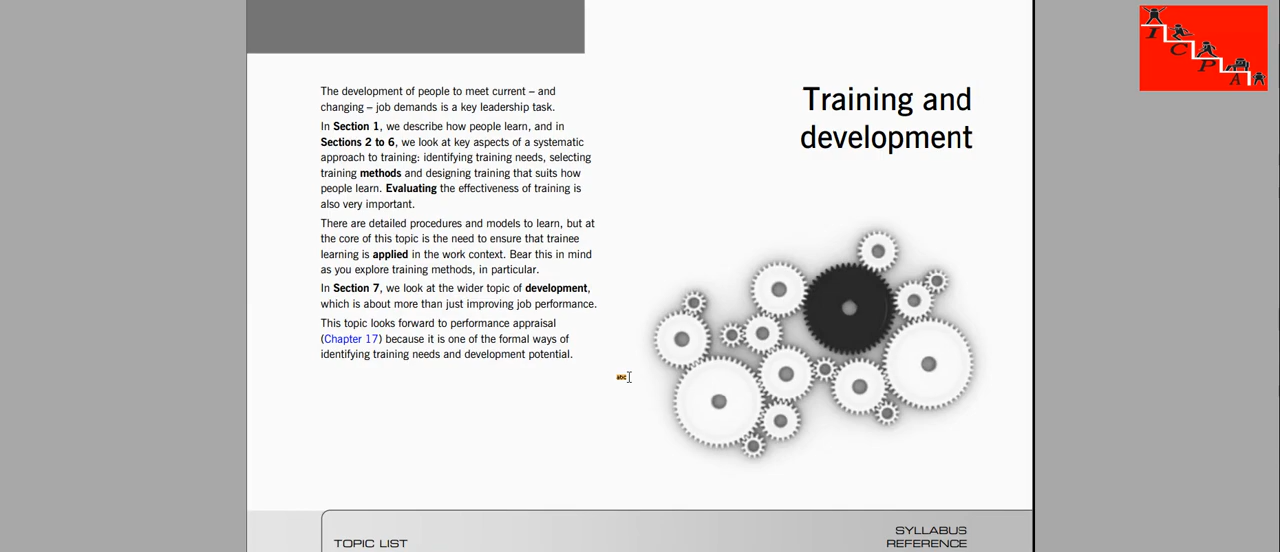 The development of people to meet current – and
changing – job demands is a key leadership task.
In Section 1, we describe how people learn, and in
Sections 2 to 6, we look at key aspects of a systematic
approach to training: identifying training needs, selecting
training methods and designing training that suits how
people learn. Evaluating the effectiveness of training is
also very important.
There are detailed procedures and models to learn, but at
the core of this topic is the need to ensure that trainee
learning is applied in the work context. Bear this in mind
as you explore training methods, in particular.
In Section 7, we look at the wider topic of development,
which is about more than just improving job performance.
This topic looks forward to performance appraisal
(Chapter 17) because it is one of the formal ways of
identifying training needs and development potential.
Training and
development
abc
I
C
P
A
TOPIC LIST
SYLLABUS
REFERENCE